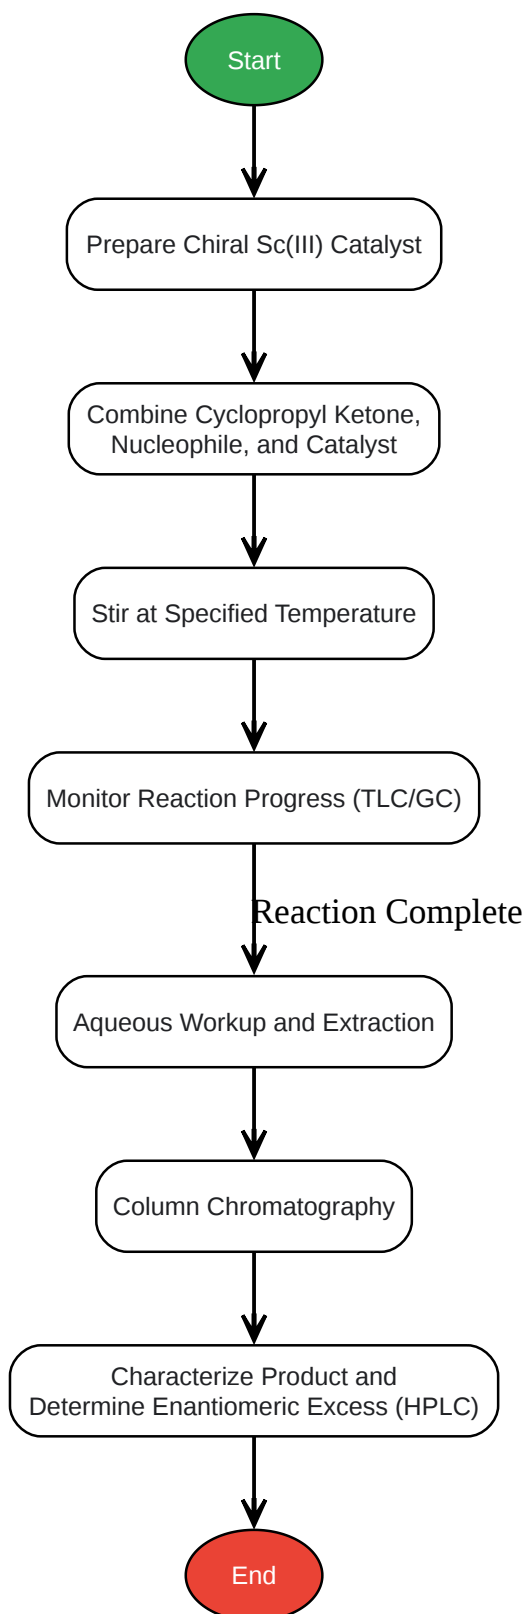 Start
Prepare Chiral Sc(III) Catalyst
Combine Cyclopropyl Ketone,
Nucleophile, and Catalyst
Stir at Specified Temperature
Monitor Reaction Progress (TLC/GC)
Reaction Complete
Aqueous Workup and Extraction
Column Chromatography
Characterize Product and
Determine Enantiomeric Excess (HPLC)
End